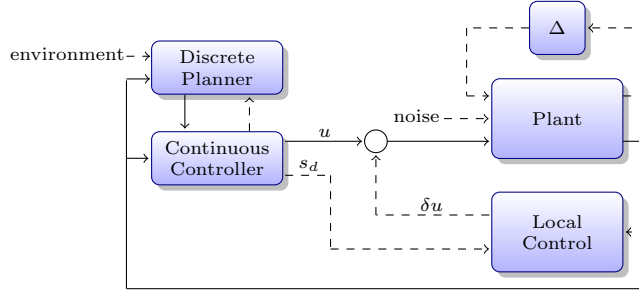 Δ
environment
Discrete
Planner
noise
Plant
u
Continuous
Controller
s_d
δu
Local
Control